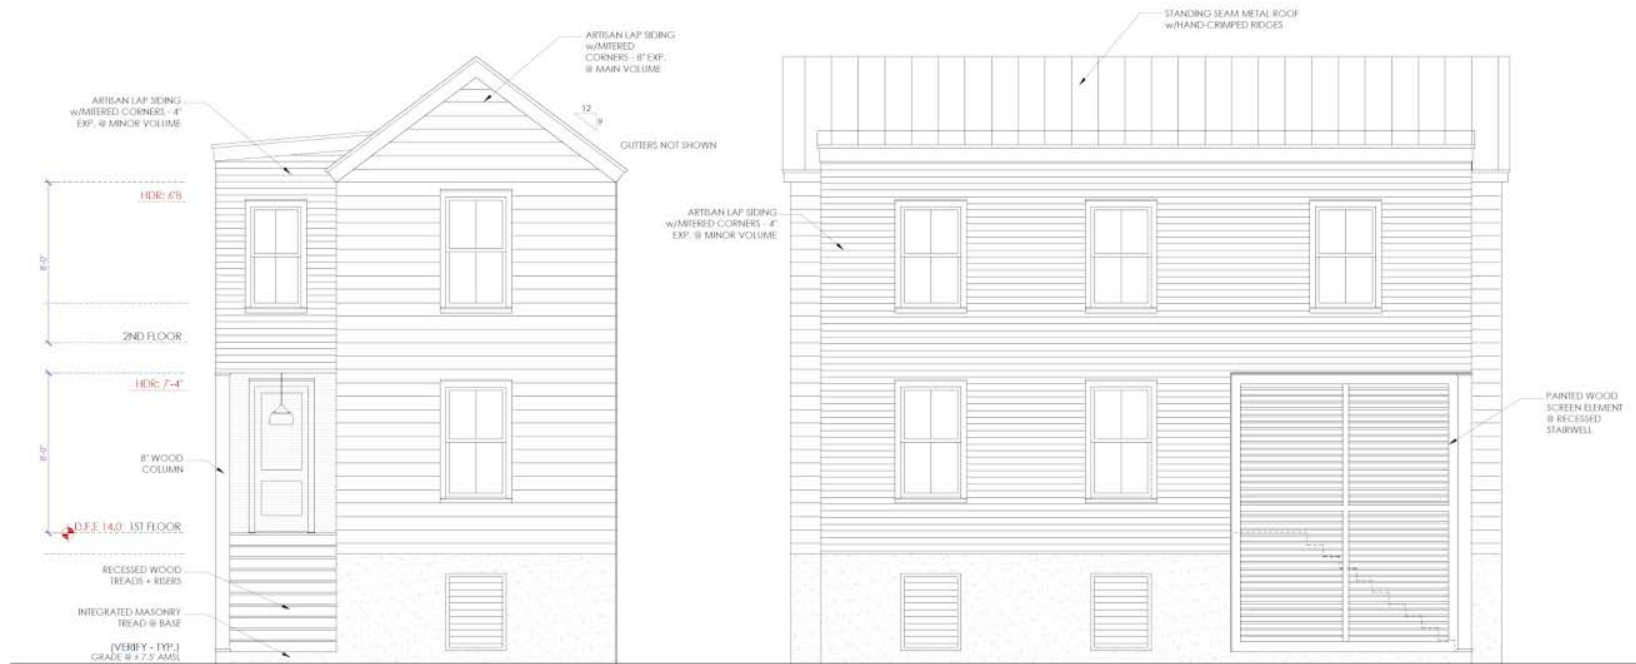 STANDING SEAM METAL ROOF
w/HAND-CRIMPED RIDGES
ARTISAN LAP SIDING
w/MITERED
CORNERS - 8" EXP.
@ MAIN VOLUME
ARTISAN LAP SIDING
w/MITERED CORNERS - 4"
EXP. @ MINOR VOLUME
12
9
GUTTERS NOT SHOWN
HDR: 6'8
ARTISAN LAP SIDING
w/MITERED CORNERS - 4"
EXP. @ MINOR VOLUME
8'-0"
2ND FLOOR
HDR: 7'-4"
PAINTED WOOD
SCREEN ELEMENT
@ RECESSED
STAIRWELL
8'-0"
8" WOOD
COLUMN
D.F.E 14.0' 1ST FLOOR
RECESSED WOOD
TREADS + RISERS
INTEGRATED MASONRY
TREAD @ BASE
(VERIFY - TYP.)
GRADE @ ± 7.5' AMSL